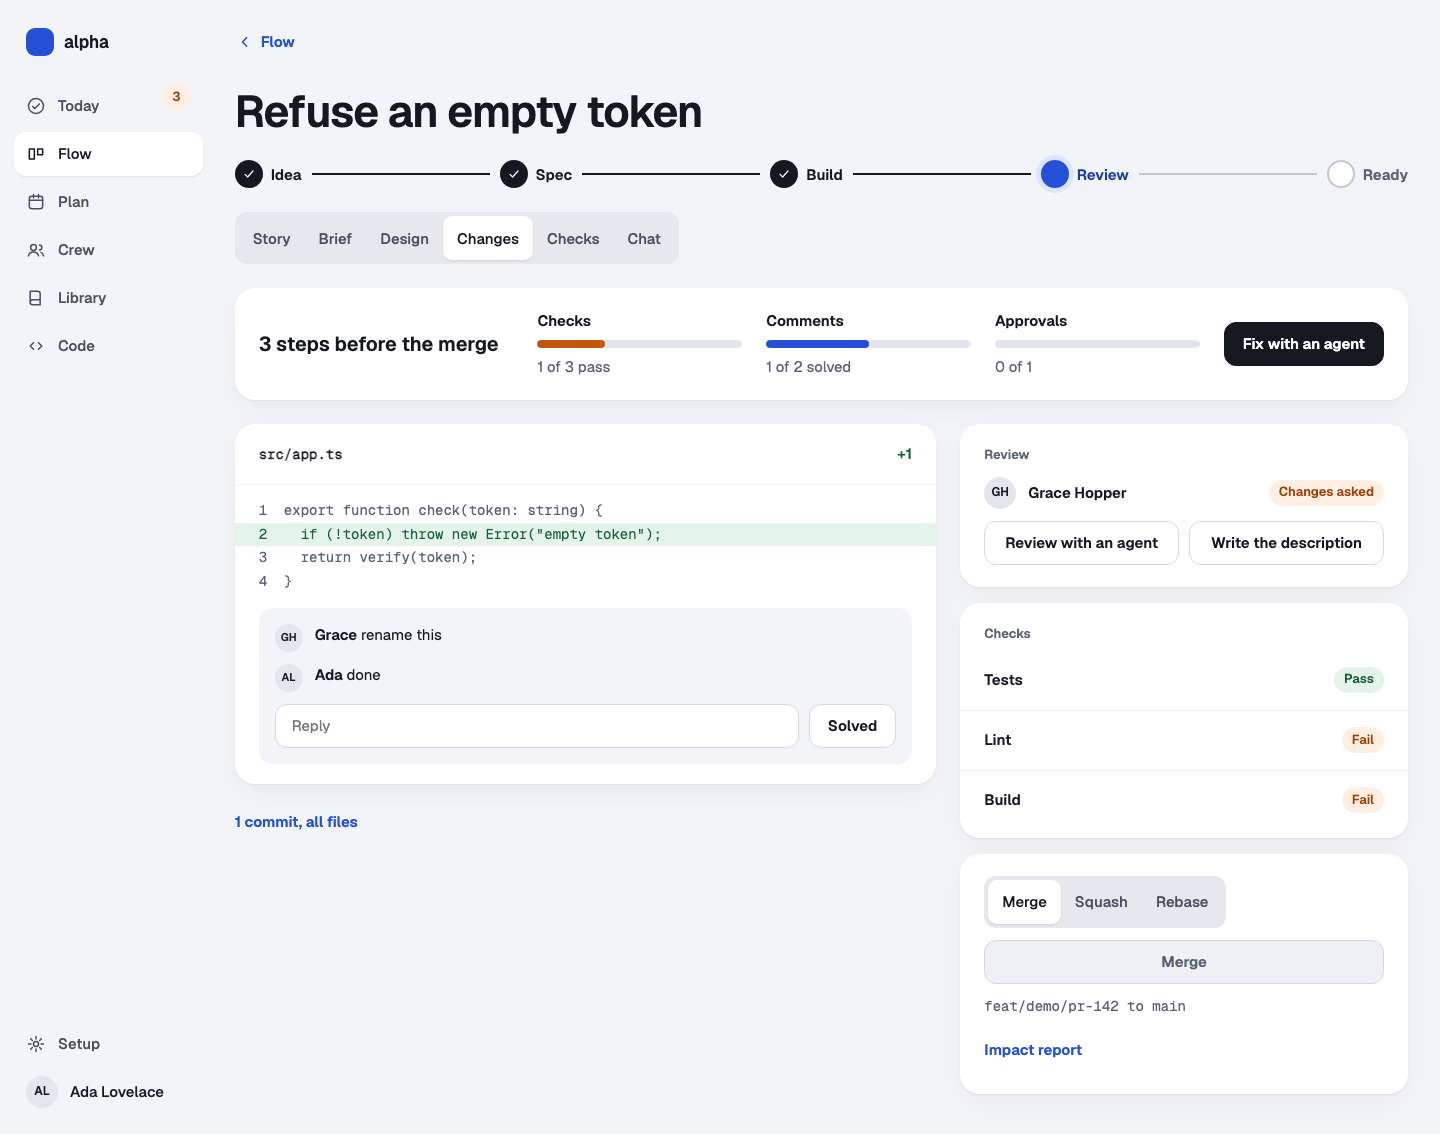 alpha
Today 3
Flow
Plan
Crew
Library
Code
Setup
AL Ada Lovelace
Flow
Refuse an empty token
Idea Spec Build Review Ready
Story Brief Design Changes Checks Chat
3 steps before the merge
Checks
1 of 3 pass
Comments
1 of 2 solved
Approvals
0 of 1
Fix with an agent
src/app.ts +1
1 export function check(token: string) {
2 if (!token) throw new Error("empty token");
3 return verify(token);
4 }
GH Grace rename this
AL Ada done
Reply Solved
1 commit, all files
Review
GH Grace Hopper Changes asked
Review with an agent Write the description
Checks
Tests Pass
Lint Fail
Build Fail
Merge Squash Rebase
Merge
feat/demo/pr-142 to main
Impact report